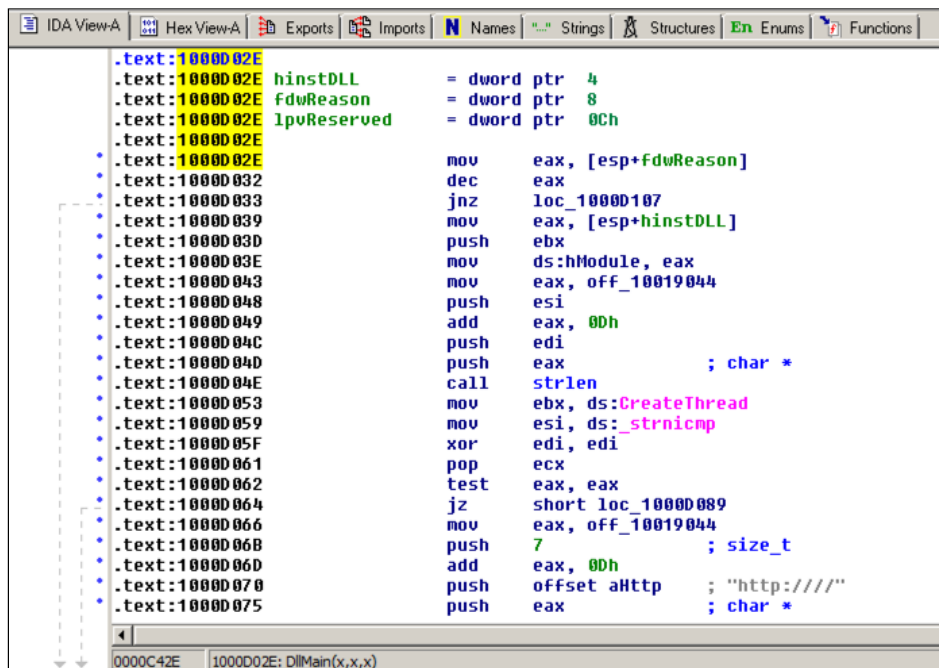 IDA View-A Hex View-A Exports Imports N Names "..." Strings Structures En Enums Functions
.text:1000D02E
.text:1000D02E hinstDLL = dword ptr 4
.text:1000D02E fdwReason = dword ptr 8
.text:1000D02E lpvReserved = dword ptr 0Ch
.text:1000D02E
.text:1000D02E mov eax, [esp+fdwReason]
.text:1000D032 dec eax
.text:1000D033 jnz loc_1000D107
.text:1000D039 mov eax, [esp+hinstDLL]
.text:1000D03D push ebx
.text:1000D03E mov ds:hModule, eax
.text:1000D043 mov eax, off_10019044
.text:1000D048 push esi
.text:1000D049 add eax, 0Dh
.text:1000D04C push edi
.text:1000D04D push eax ; char *
.text:1000D04E call strlen
.text:1000D053 mov ebx, ds:CreateThread
.text:1000D059 mov esi, ds:_strnicmp
.text:1000D05F xor edi, edi
.text:1000D061 pop ecx
.text:1000D062 test eax, eax
.text:1000D064 jz short loc_1000D089
.text:1000D066 mov eax, off_10019044
.text:1000D06B push 7 ; size_t
.text:1000D06D add eax, 0Dh
.text:1000D070 push offset aHttp ; "http:////"
.text:1000D075 push eax ; char *
0000C42E 1000D02E: DllMain(x,x,x)